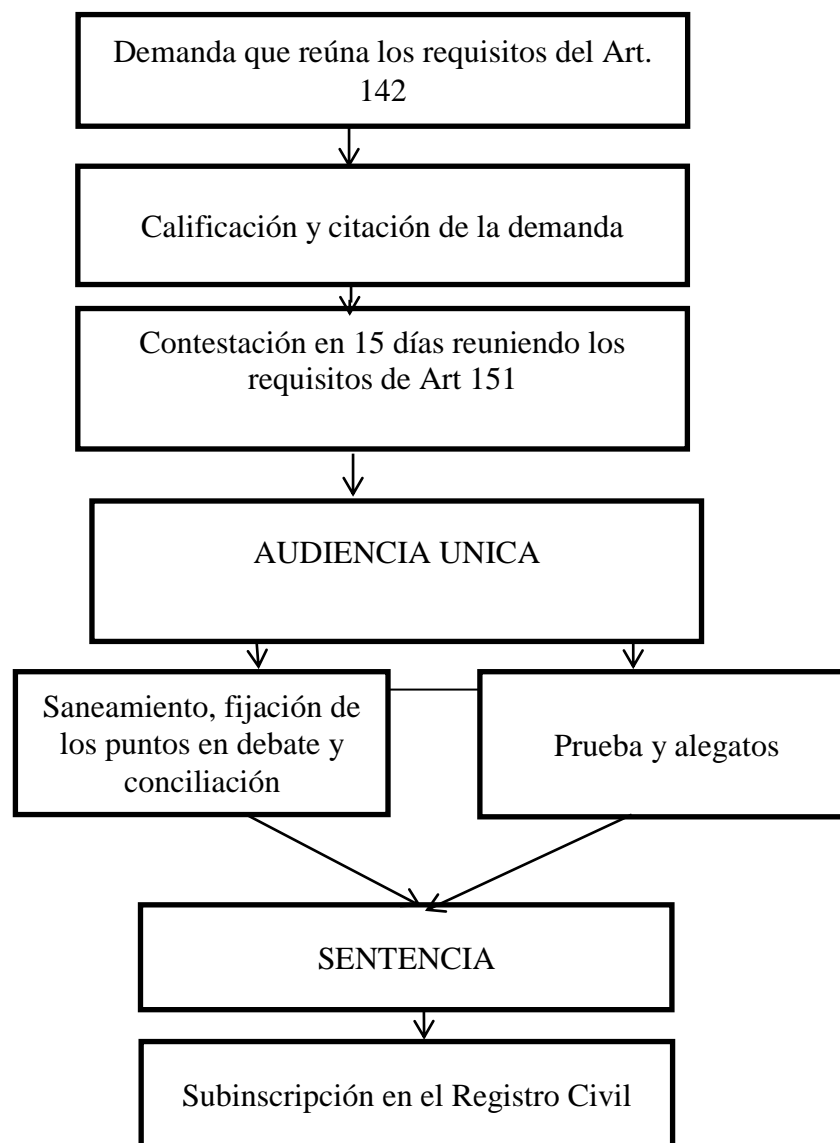 Demanda que reúna los requisitos del Art.
142
Calificación y citación de la demanda
Contestación en 15 días reuniendo los
requisitos de Art 151
AUDIENCIA UNICA
Saneamiento, fijación de
los puntos en debate y
conciliación
Prueba y alegatos
SENTENCIA
Subinscripción en el Registro Civil